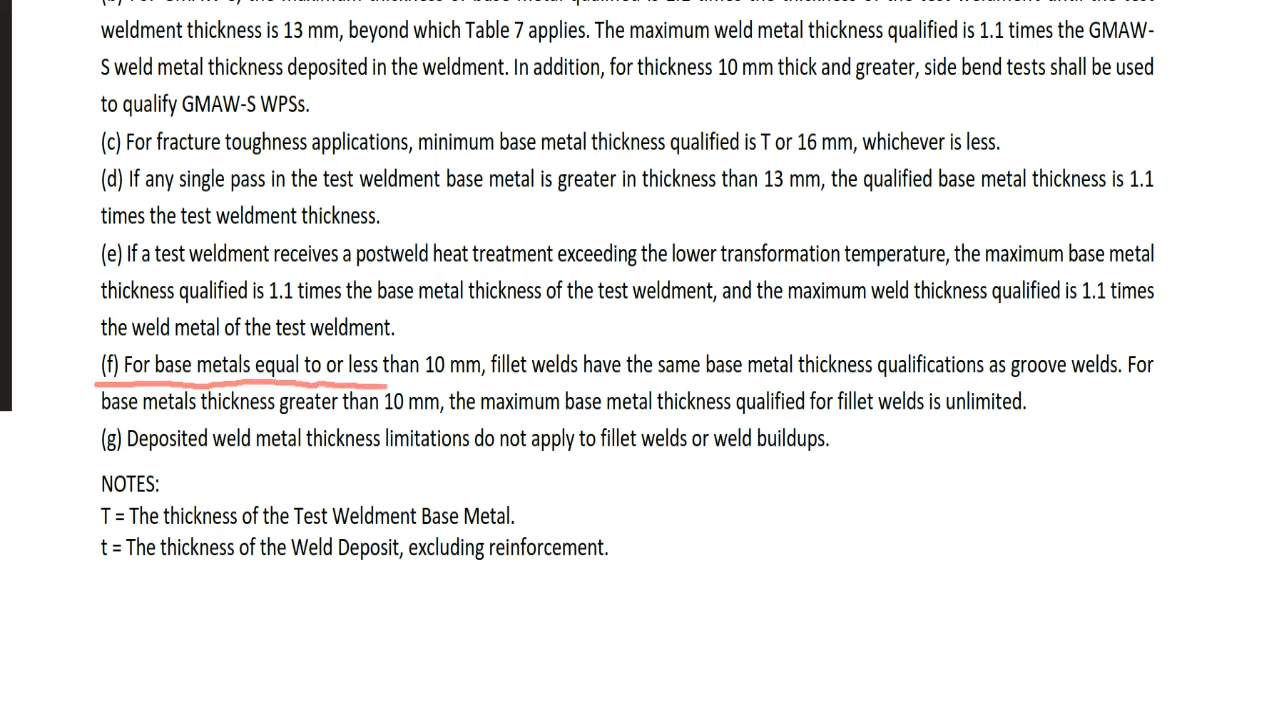 weldment thickness is 13 mm, beyond which Table 7 applies. The maximum weld metal thickness qualified is 1.1 times the GMAW-
S weld metal thickness deposited in the weldment. In addition, for thickness 10 mm thick and greater, side bend tests shall be used
to qualify GMAW-S WPSs.
(c) For fracture toughness applications, minimum base metal thickness qualified is T or 16 mm, whichever is less.
(d) If any single pass in the test weldment base metal is greater in thickness than 13 mm, the qualified base metal thickness is 1.1
times the test weldment thickness.
(e) If a test weldment receives a postweld heat treatment exceeding the lower transformation temperature, the maximum base metal
thickness qualified is 1.1 times the base metal thickness of the test weldment, and the maximum weld thickness qualified is 1.1 times
the weld metal of the test weldment.
(f) For base metals equal to or less than 10 mm, fillet welds have the same base metal thickness qualifications as groove welds. For
base metals thickness greater than 10 mm, the maximum base metal thickness qualified for fillet welds is unlimited.
(g) Deposited weld metal thickness limitations do not apply to fillet welds or weld buildups.
NOTES:
T = The thickness of the Test Weldment Base Metal.
t = The thickness of the Weld Deposit, excluding reinforcement.